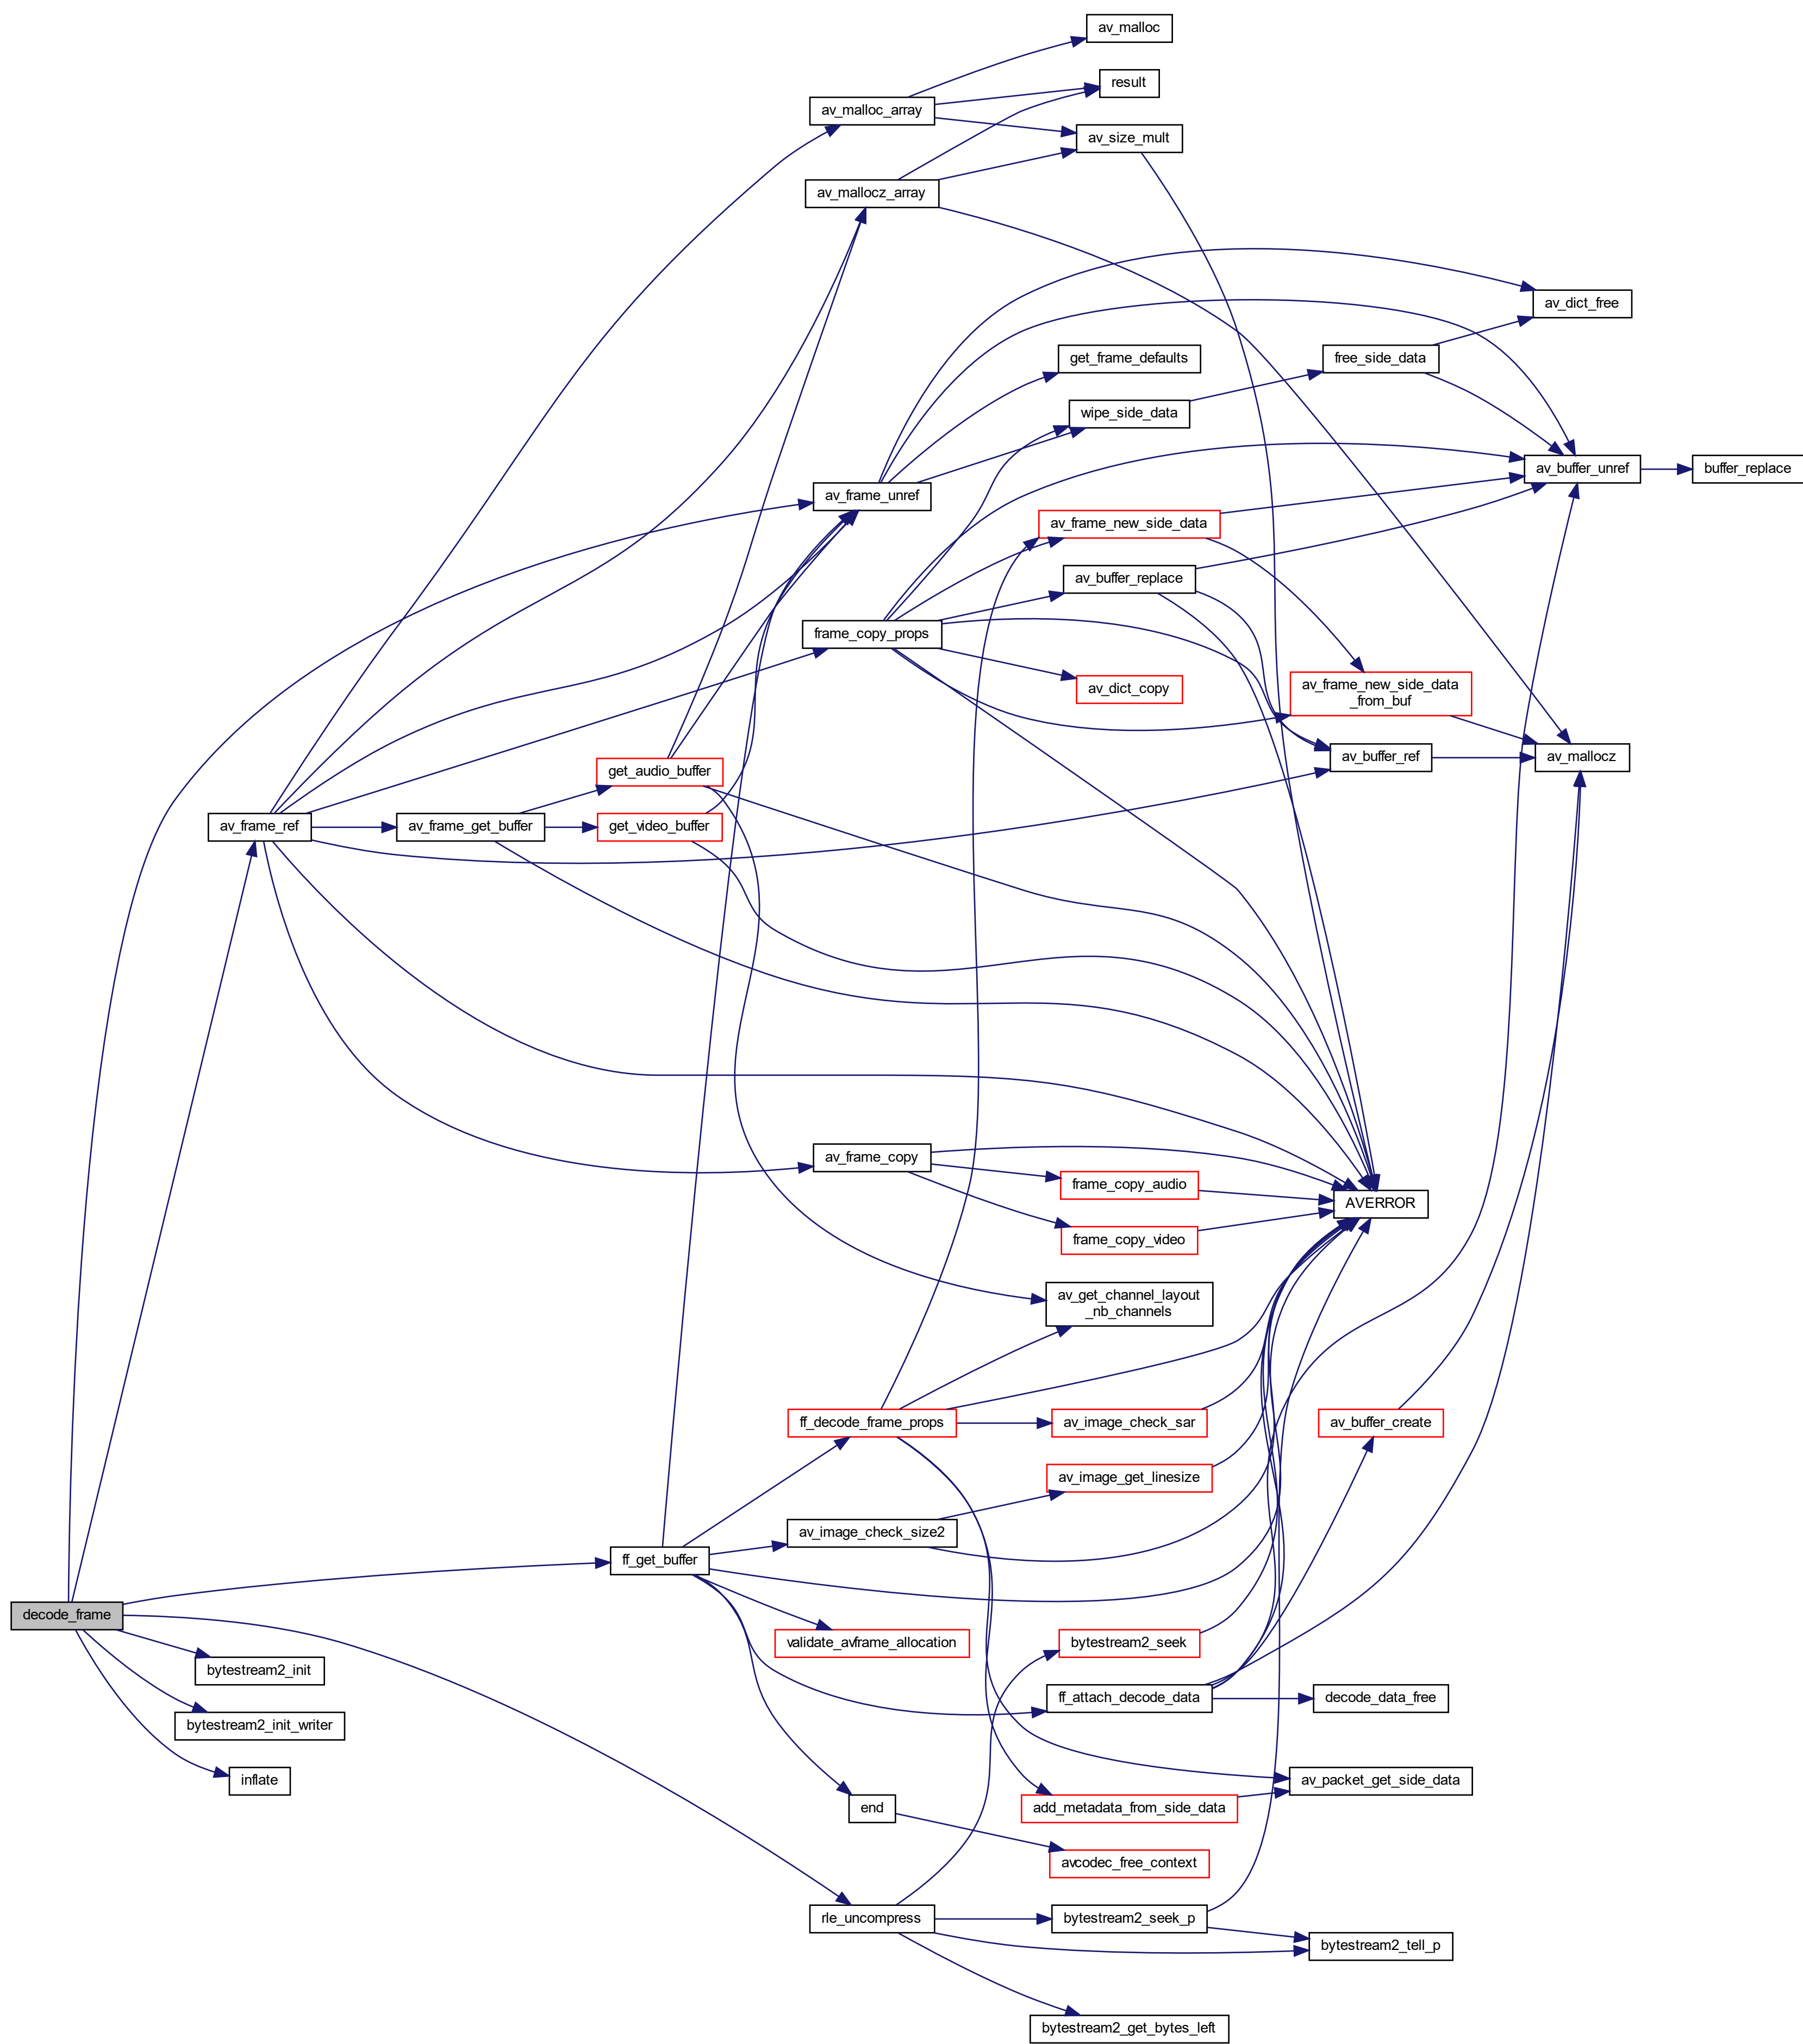 av_malloc
result
av_malloc_array
av_size_mult
av_mallocz_array
av_dict_free
get_frame_defaults
free_side_data
wipe_side_data
av_buffer_unref
buffer_replace
av_frame_unref
av_frame_new_side_data
av_buffer_replace
frame_copy_props
av_dict_copy
av_frame_new_side_data
_from_buf
get_audio_buffer
av_buffer_ref
av_mallocz
av_frame_ref
av_frame_get_buffer
get_video_buffer
av_frame_copy
frame_copy_audio
AVERROR
frame_copy_video
av_get_channel_layout
_nb_channels
ff_decode_frame_props
av_image_check_sar
av_buffer_create
av_image_get_linesize
av_image_check_size2
ff_get_buffer
decode_frame
validate_avframe_allocation
bytestream2_seek
bytestream2_init
ff_attach_decode_data
decode_data_free
bytestream2_init_writer
inflate
av_packet_get_side_data
end
add_metadata_from_side_data
avcodec_free_context
rle_uncompress
bytestream2_seek_p
bytestream2_tell_p
bytestream2_get_bytes_left